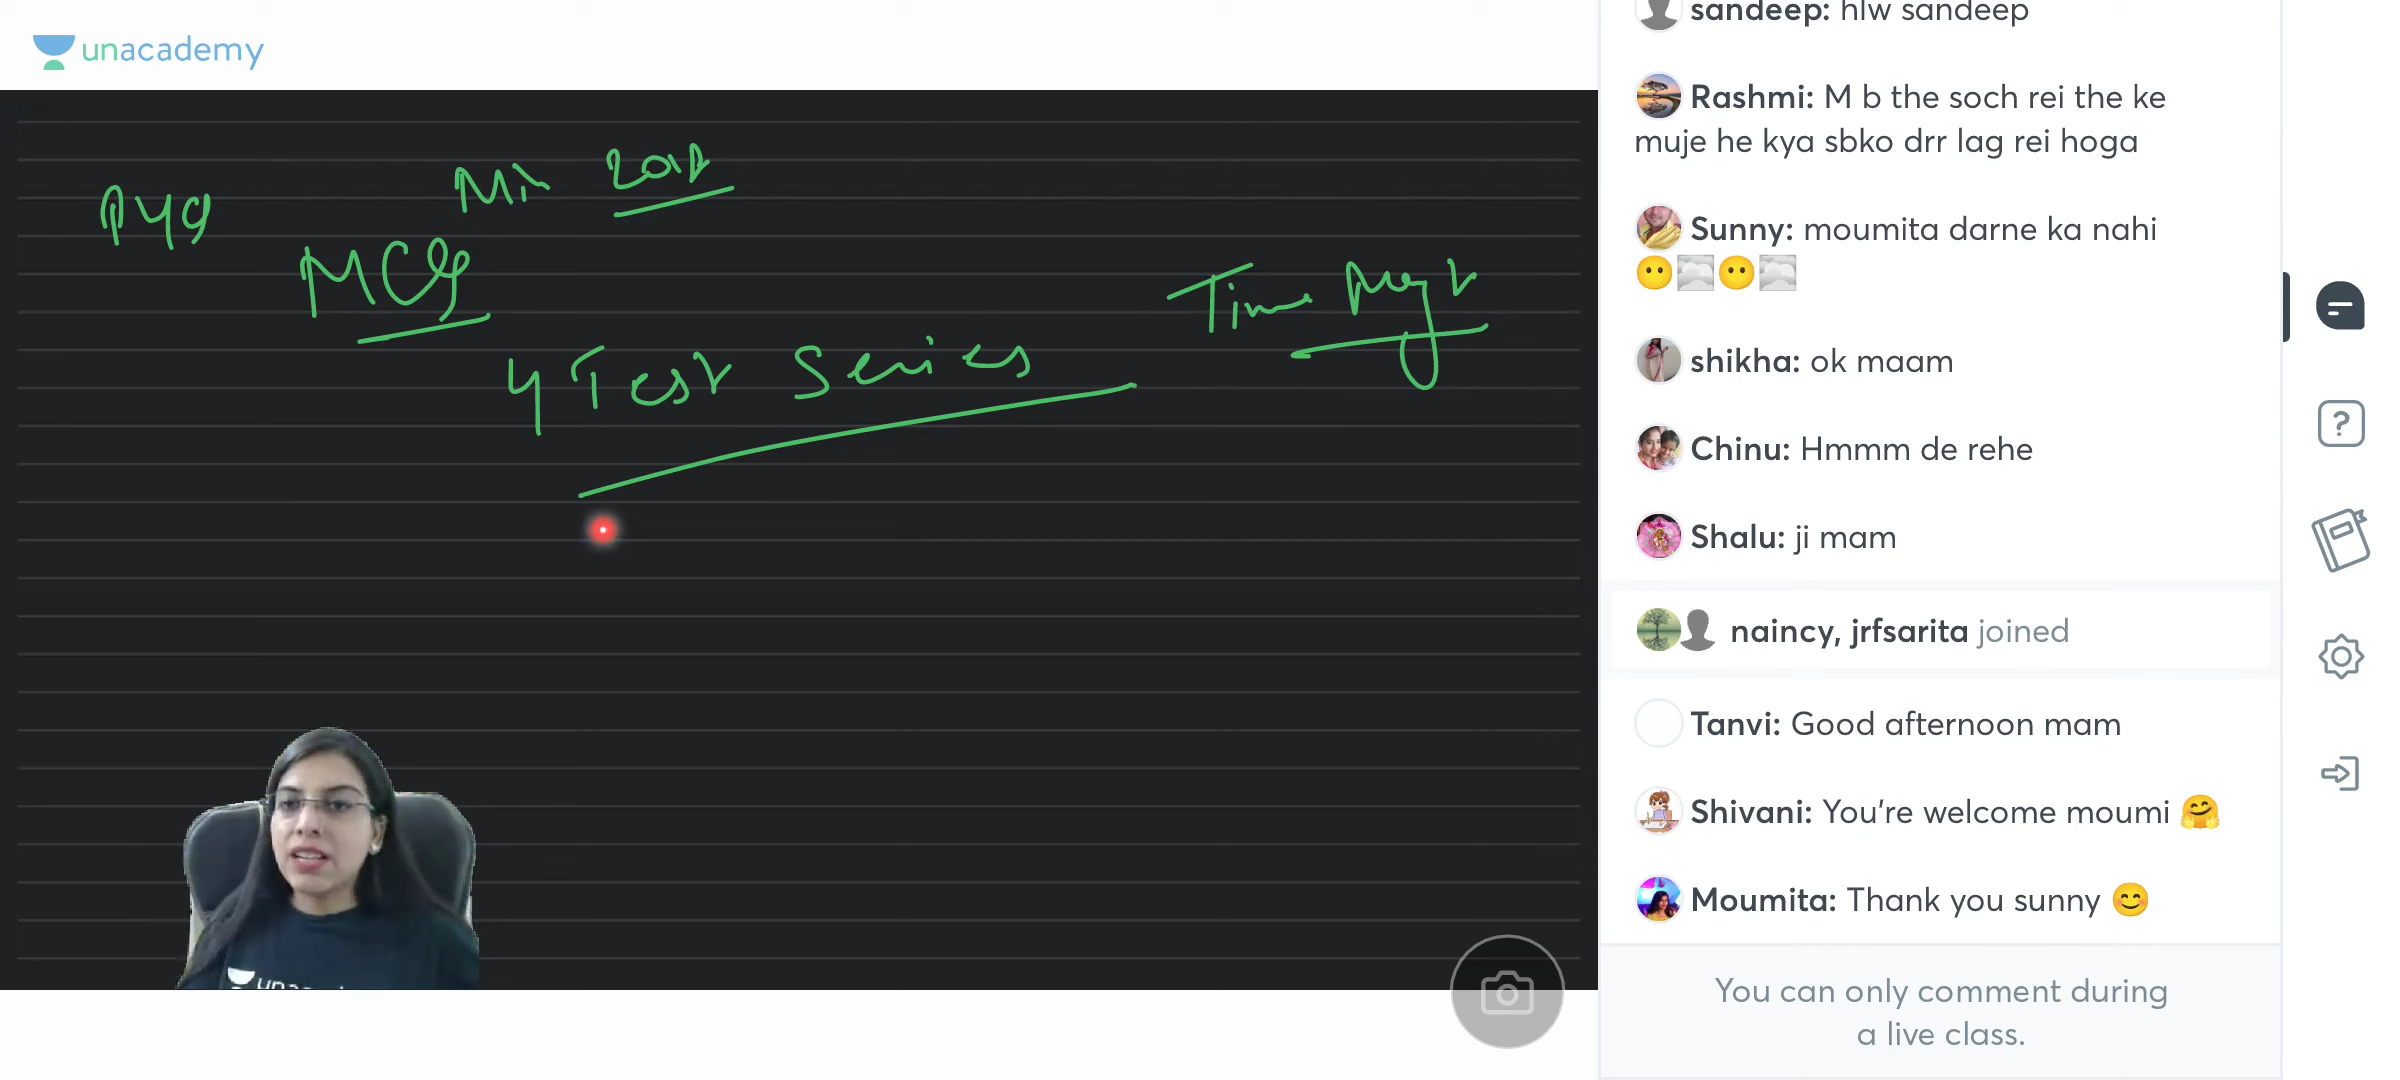 unacademy
PYQ
Min 2018
MCQ
Time Mgt
4 Test Series
sandeep: hlw sandeep
Rashmi: M b the soch rei the ke
muje he kya sbko drr lag rei hoga
Sunny: moumita darne ka nahi
😶🌫️😶🌫️
shikha: ok maam
Chinu: Hmmm de rehe
Shalu: ji mam
naincy, jrfsarita joined
Tanvi: Good afternoon mam
Shivani: You're welcome moumi 🤗
Moumita: Thank you sunny 😊
You can only comment during
a live class.